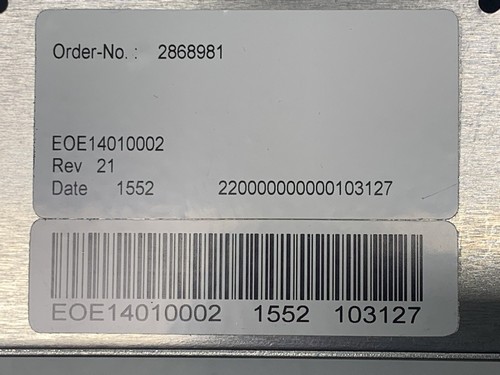 Order-No. : 2868981
EOE14010002
Rev 21
Date 1552 220000000000103127
EOE14010002 1552 103127